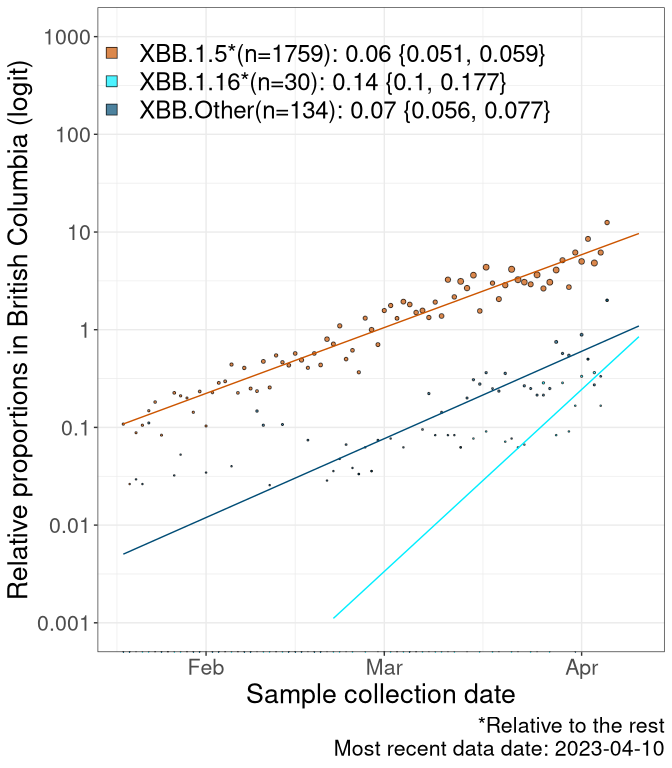 Relative proportions in British Columbia (logit)
1000
100
10
1
0.1
0.01
0.001
XBB.1.5*(n=1759): 0.06 {0.051, 0.059}
XBB.1.16*(n=30): 0.14 {0.1, 0.177}
XBB.Other(n=134): 0.07 {0.056, 0.077}
Feb
Mar
Apr
Sample collection date
*Relative to the rest
Most recent data date: 2023-04-10